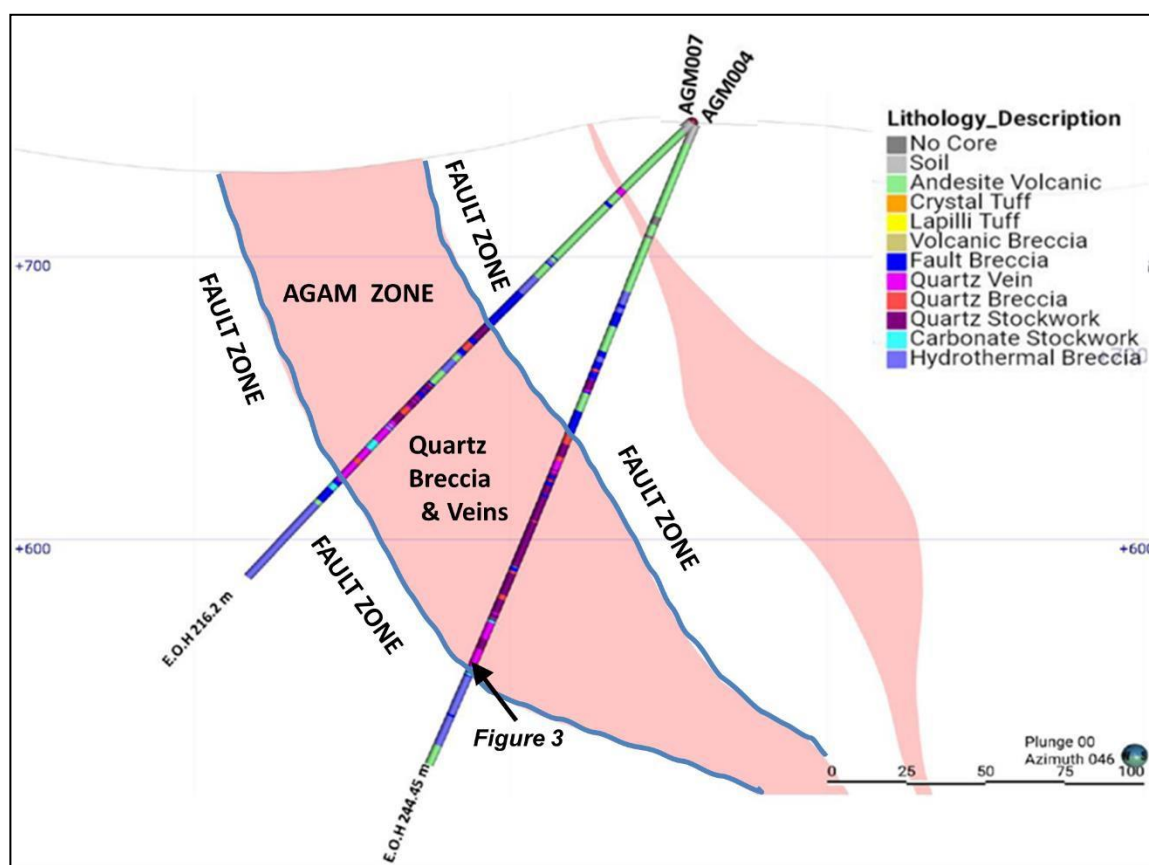 AGM007
AGM004
Lithology_Description
No Core
Soil
Andesite Volcanic
Crystal Tuff
Lapilli Tuff
Volcanic Breccia
Fault Breccia
Quartz Vein
Quartz Breccia
Quartz Stockwork
Carbonate Stockwork
Hydrothermal Breccia
FAULT ZONE
+700
AGAM ZONE
FAULT ZONE
Quartz
Breccia
& Veins
FAULT ZONE
+600
FAULT ZONE
+600
E.O.H 216.2 m
Figure 3
E.O.H 244.45 m
Plunge 00
Azimuth 046
0 25 50 75 100